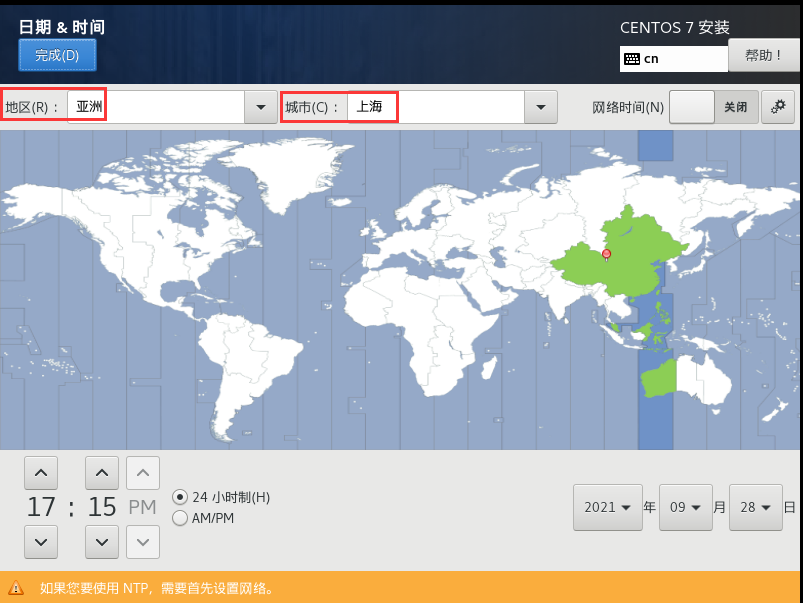 日期 & 时间
CENTOS 7 安装
完成(D)
cn
帮助！
地区(R)： 亚洲 城市(C)： 上海 网络时间(N) 关闭
17 : 15 PM
24 小时制(H)
AM/PM
2021 年 09 月 28 日
如果您要使用 NTP，需要首先设置网络。